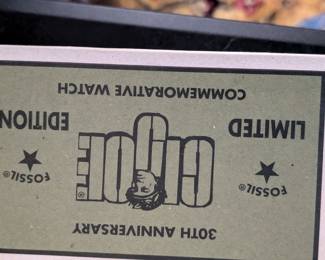 30TH ANNIVERSARY
GI JOE®
FOSSIL® FOSSIL®
LIMITED EDITION
COMMEMORATIVE WATCH